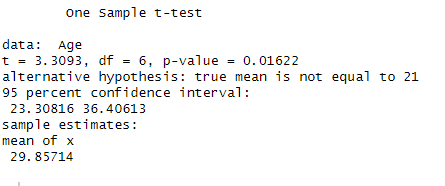 One Sample t-test
data: Age
t = 3.3093, df = 6, p-value = 0.01622
alternative hypothesis: true mean is not equal to 21
95 percent confidence interval:
23.30816 36.40613
sample estimates:
mean of x
29.85714